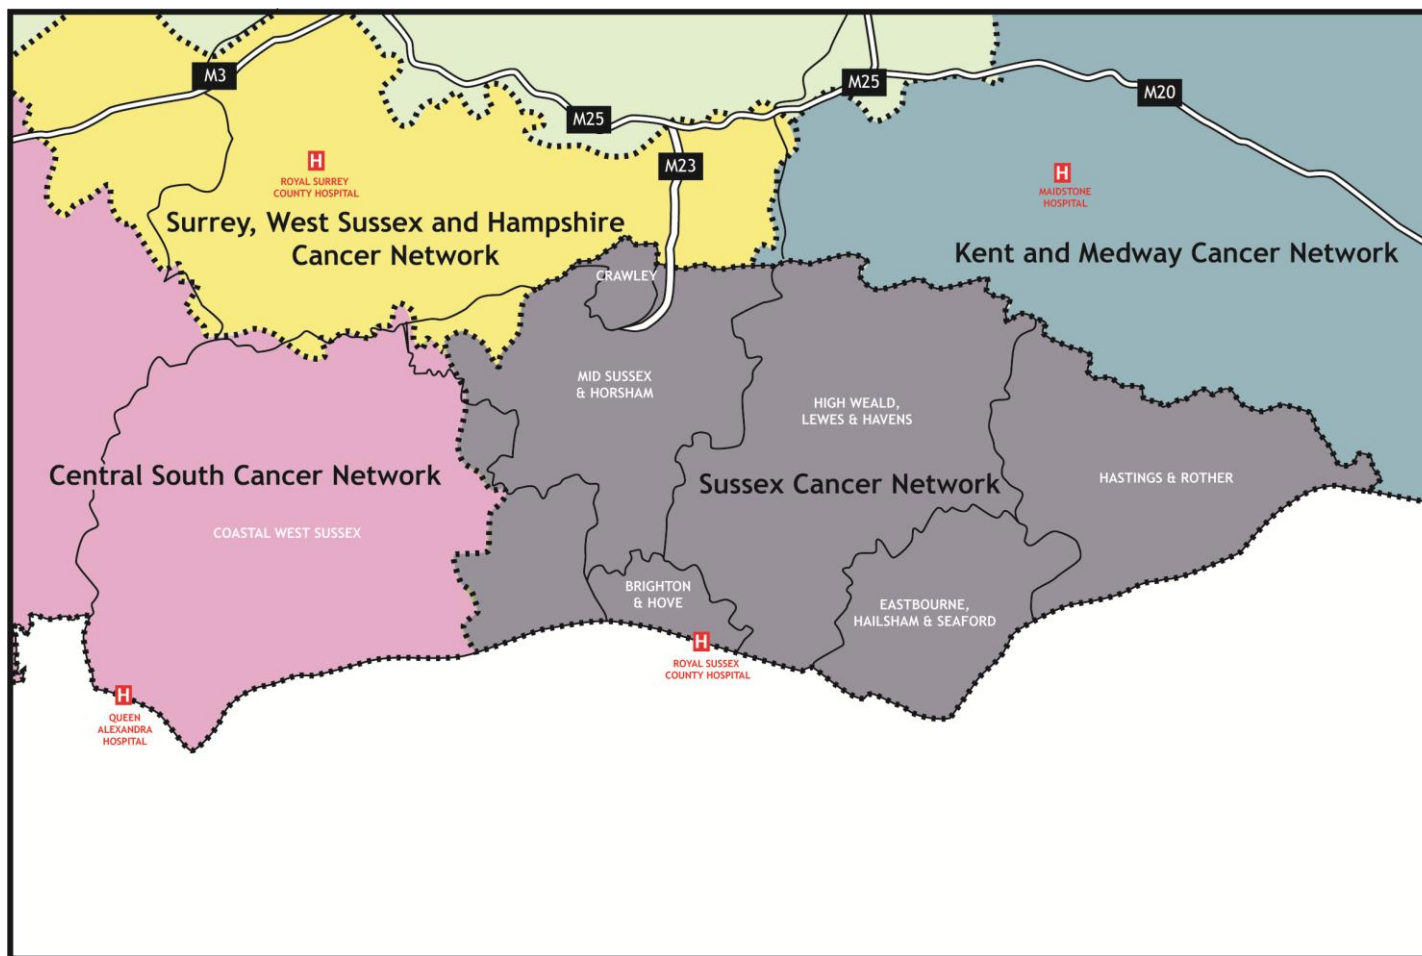 M3
M25
M25
M20
M23
H
ROYAL SURREY
COUNTY HOSPITAL
H
MAIDSTONE
HOSPITAL
Surrey, West Sussex and Hampshire
Cancer Network
Kent and Medway Cancer Network
CRAWLEY
MID SUSSEX
& HORSHAM
HIGH WEALD,
LEWES & HAVENS
Central South Cancer Network
Sussex Cancer Network
HASTINGS & ROTHER
COASTAL WEST SUSSEX
BRIGHTON
& HOVE
EASTBOURNE,
HAILSHAM & SEAFORD
H
ROYAL SUSSEX
COUNTY HOSPITAL
H
QUEEN
ALEXANDRA
HOSPITAL